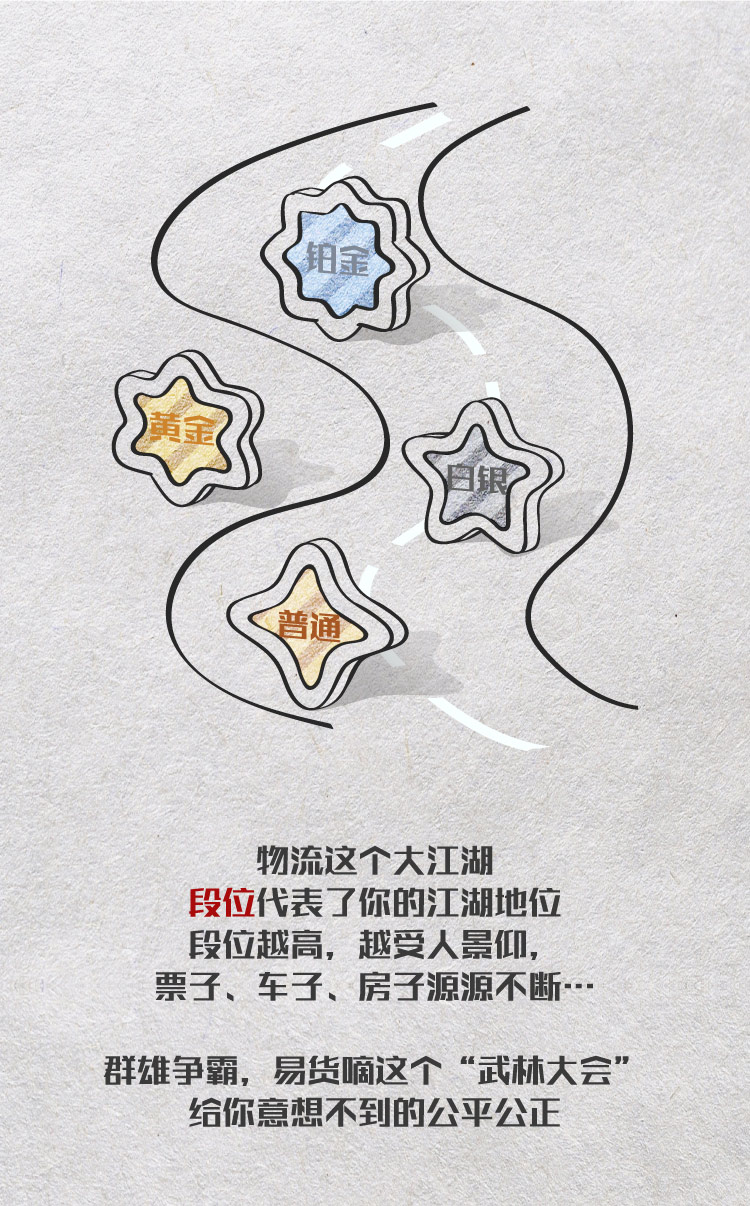 铂金
黄金
白银
普通
物流这个大江湖
段位代表了你的江湖地位
段位越高，越受人景仰，
票子、车子、房子源源不断…
群雄争霸，易货嘀这个“武林大会”
给你意想不到的公平公正